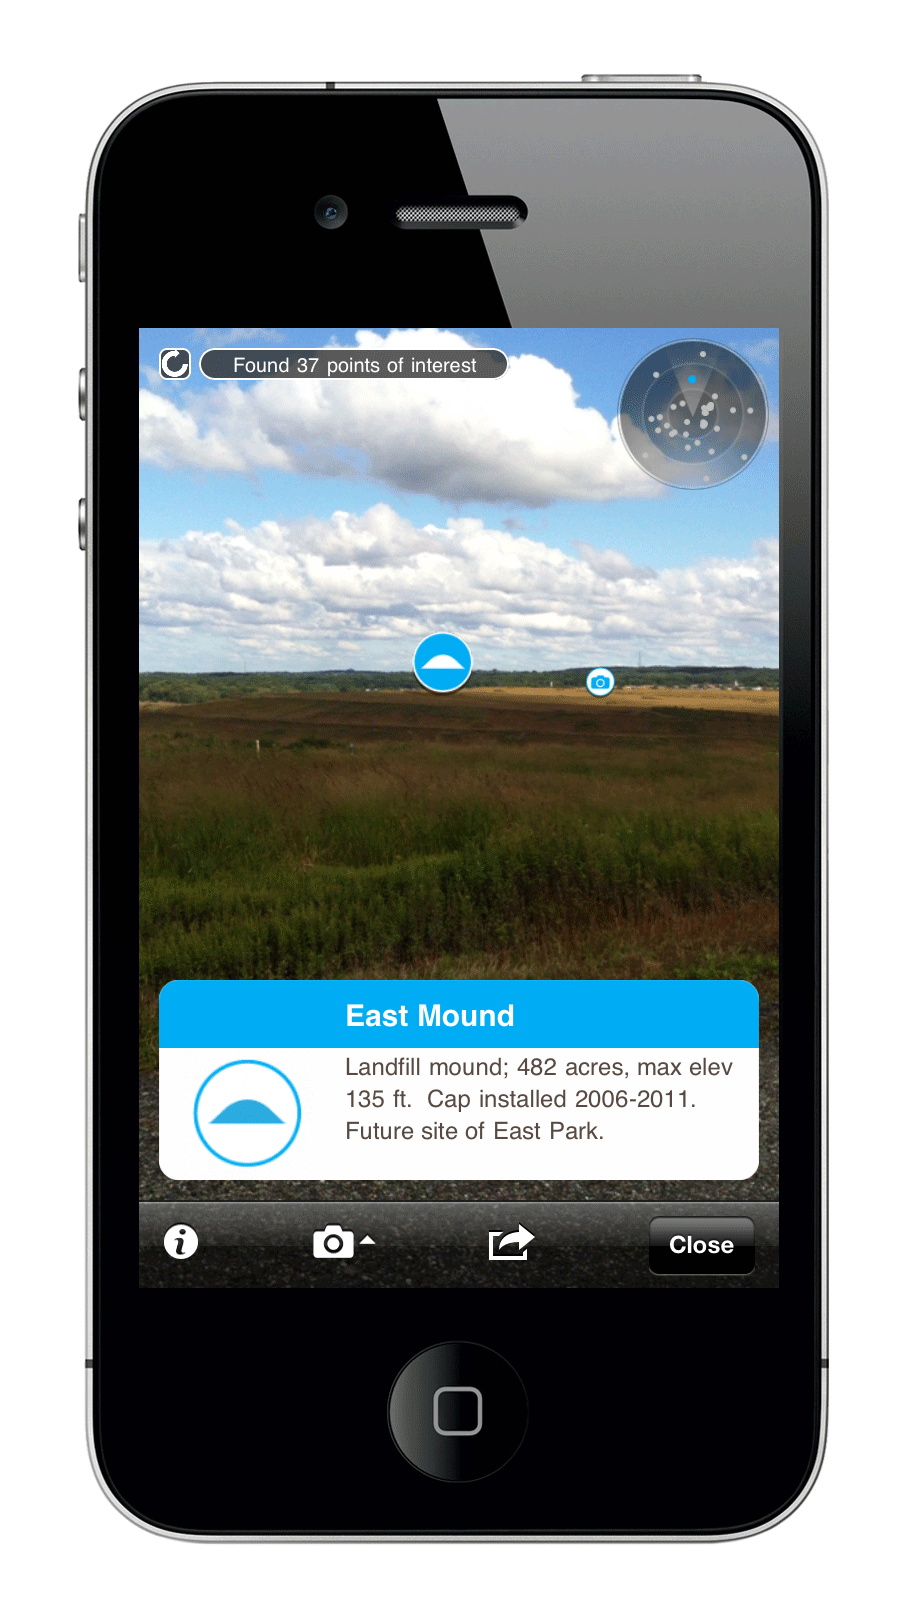 Found 37 points of interest
East Mound
Landfill mound; 482 acres, max elev
135 ft.  Cap installed 2006-2011.
Future site of East Park.
i
Close